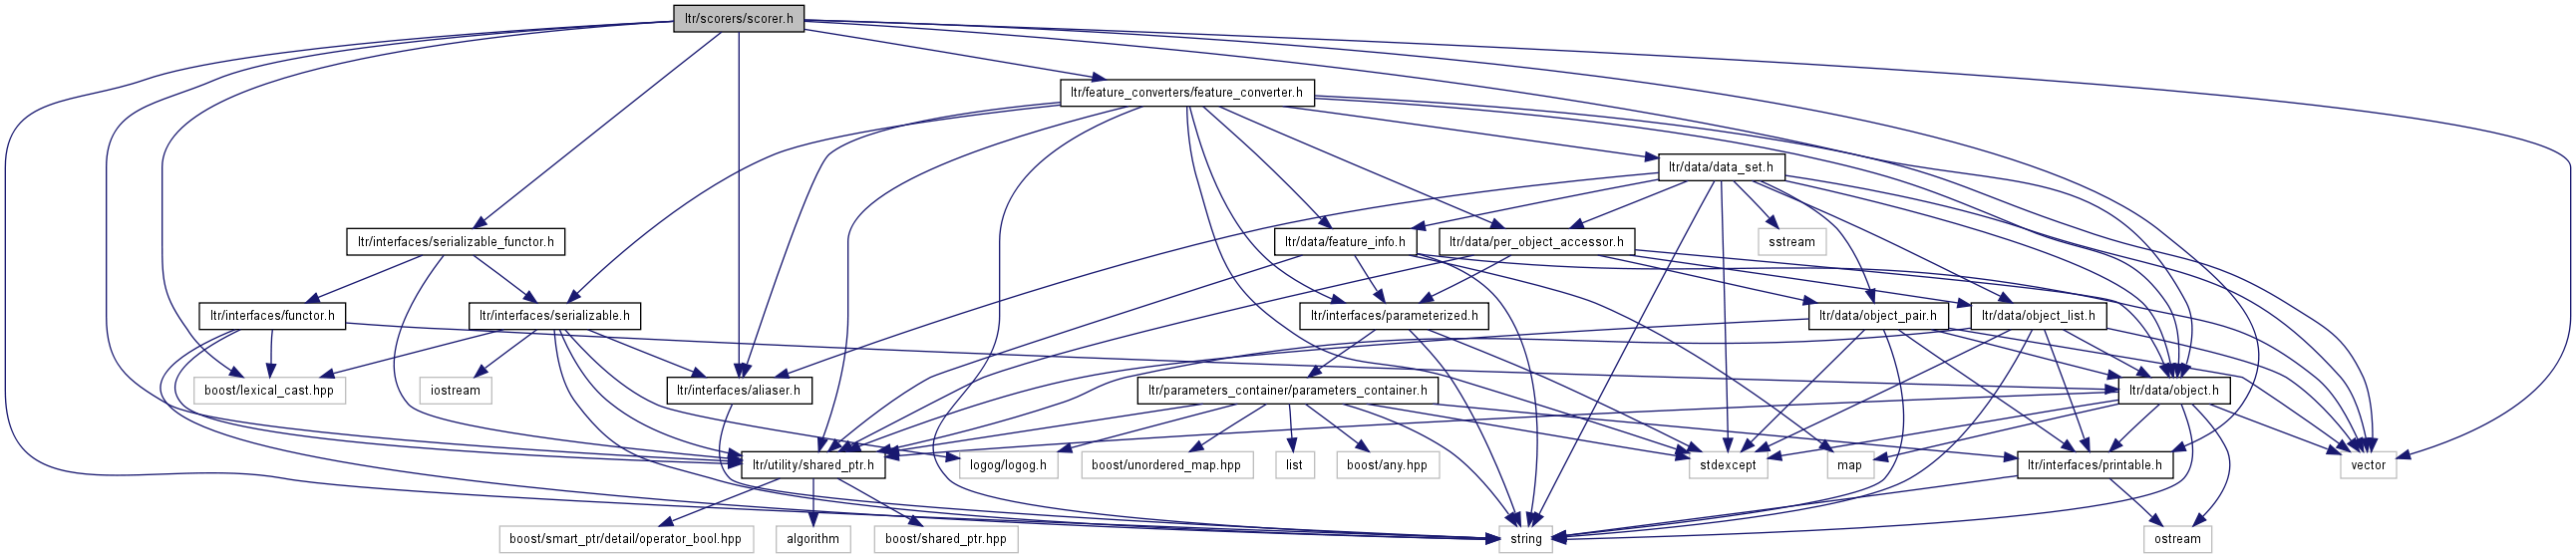 ltr/scorers/scorer.h
ltr/feature_converters/feature_converter.h
ltr/data/data_set.h
ltr/interfaces/serializable_functor.h
ltr/data/feature_info.h
ltr/data/per_object_accessor.h
sstream
ltr/interfaces/functor.h
ltr/interfaces/serializable.h
ltr/interfaces/parameterized.h
ltr/data/object_pair.h
ltr/data/object_list.h
boost/lexical_cast.hpp
iostream
ltr/interfaces/aliaser.h
ltr/parameters_container/parameters_container.h
ltr/data/object.h
ltr/utility/shared_ptr.h
logog/logog.h
boost/unordered_map.hpp
list
boost/any.hpp
stdexcept
map
ltr/interfaces/printable.h
vector
boost/smart_ptr/detail/operator_bool.hpp
algorithm
boost/shared_ptr.hpp
string
ostream